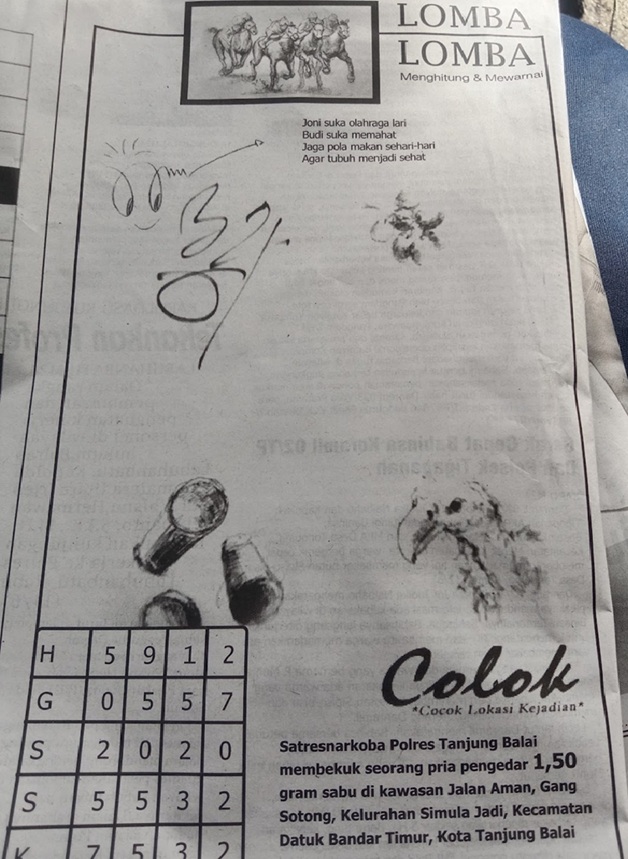 LOMBA
LOMBA
Menghitung & Mewarnai
Joni suka olahraga lari
Budi suka memahat
Jaga pola makan sehari-hari
Agar tubuh menjadi sehat
H 5 9 1 2
G 0 5 5 7
S 2 0 2 0
S 5 5 3 2
K 7 5 3 2
Colok
"Cocok Lokasi Kejadian"
Satresnarkoba Polres Tanjung Balai
membekuk seorang pria pengedar 1,50
gram sabu di kawasan Jalan Aman, Gang
Sotong, Kelurahan Simula Jadi, Kecamatan
Datuk Bandar Timur, Kota Tanjung Balai